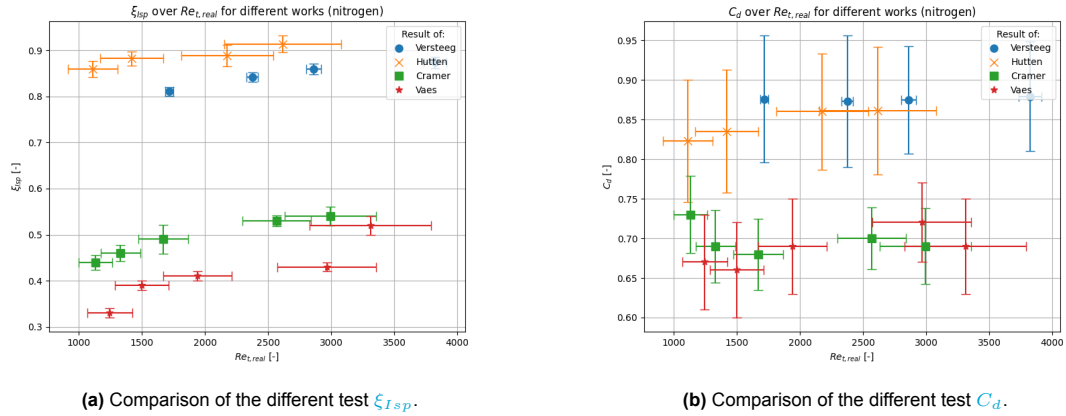 ξIsp over Ret,real for different works (nitrogen)
0.9
0.8
0.7
0.6
0.5
0.4
0.3
ξIsp [-]
1000 1500 2000 2500 3000 3500 4000
Ret,real [-]
Result of:
Versteeg
Hutten
Cramer
Vaes
(a) Comparison of the different test ξIsp.
Cd over Ret,real for different works (nitrogen)
0.95
0.90
0.85
0.80
0.75
0.70
0.65
0.60
Cd [-]
1000 1500 2000 2500 3000 3500 4000
Ret,real [-]
Result of:
Versteeg
Hutten
Cramer
Vaes
(b) Comparison of the different test Cd.